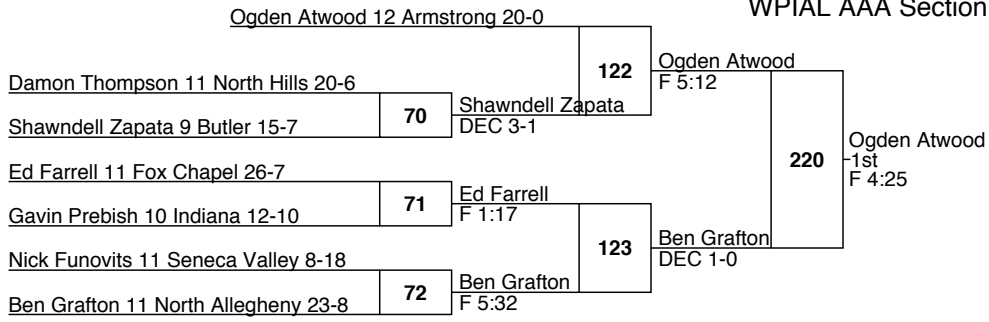 WPIAL AAA Section
Ogden Atwood 12 Armstrong 20-0
122
Ogden Atwood
F 5:12
Damon Thompson 11 North Hills 20-6
70
Shawndell Zapata
DEC 3-1
Shawndell Zapata 9 Butler 15-7
220
Ogden Atwood
1st
F 4:25
Ed Farrell 11 Fox Chapel 26-7
71
Ed Farrell
F 1:17
Gavin Prebish 10 Indiana 12-10
123
Ben Grafton
DEC 1-0
Nick Funovits 11 Seneca Valley 8-18
72
Ben Grafton
F 5:32
Ben Grafton 11 North Allegheny 23-8